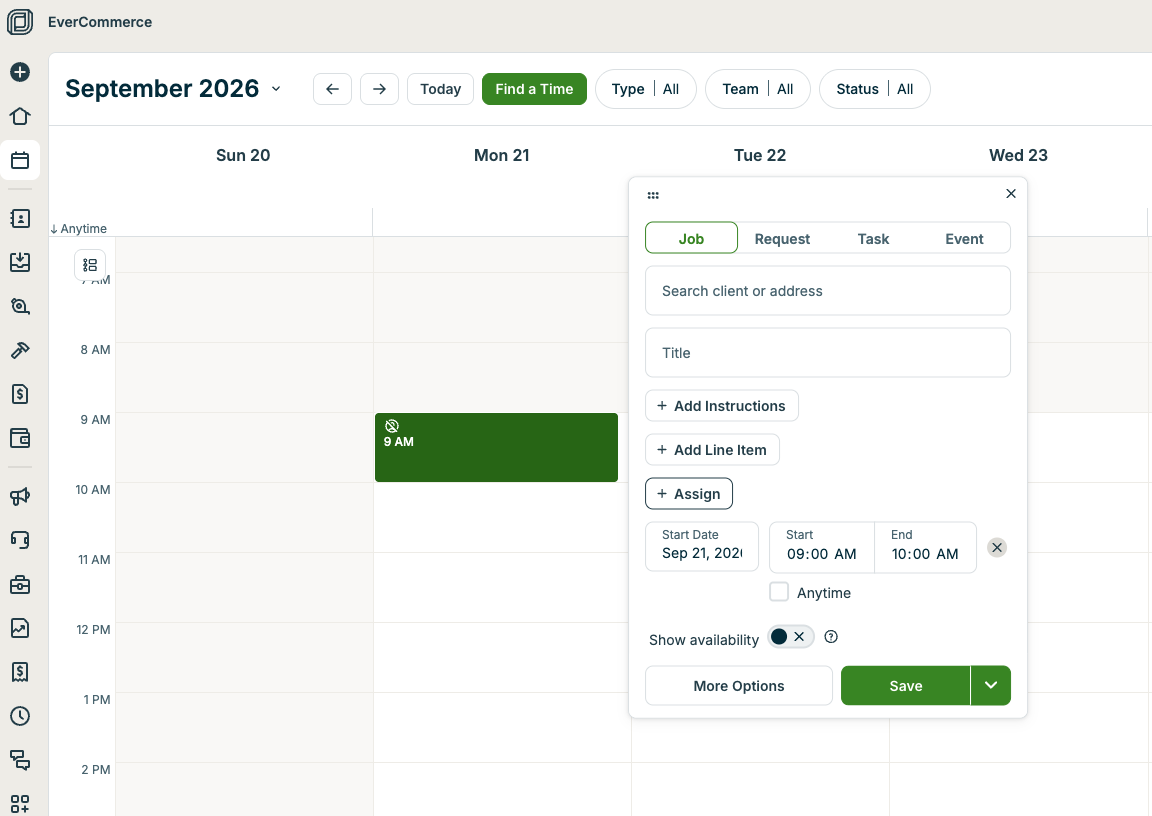 EverCommerce
September 2026
Today
Find a Time
Type All
Team All
Status All
Sun 20
Mon 21
Tue 22
Wed 23
Anytime
7 AM
8 AM
9 AM
10 AM
11 AM
12 PM
1 PM
2 PM
9 AM
Job
Request
Task
Event
Search client or address
Title
+ Add Instructions
+ Add Line Item
+ Assign
Start Date
Sep 21, 202
Start
09:00 AM
End
10:00 AM
Anytime
Show availability
More Options
Save